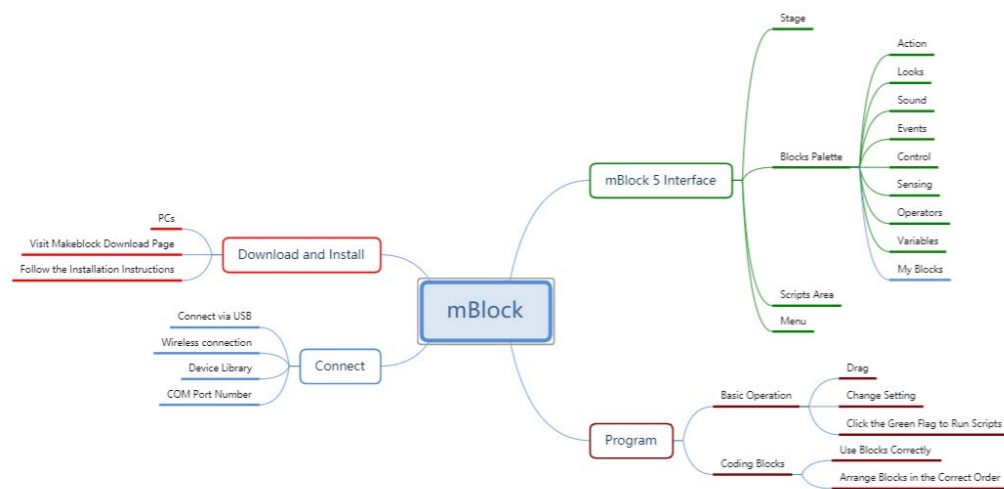 mBlock
Download and Install
PCs
Visit Makeblock Download Page
Follow the Installation Instructions
Connect
Connect via USB
Wireless connection
Device Library
COM Port Number
mBlock 5 Interface
Stage
Blocks Palette
Action
Looks
Sound
Events
Control
Sensing
Operators
Variables
My Blocks
Scripts Area
Menu
Program
Basic Operation
Drag
Change Setting
Click the Green Flag to Run Scripts
Coding Blocks
Use Blocks Correctly
Arrange Blocks in the Correct Order